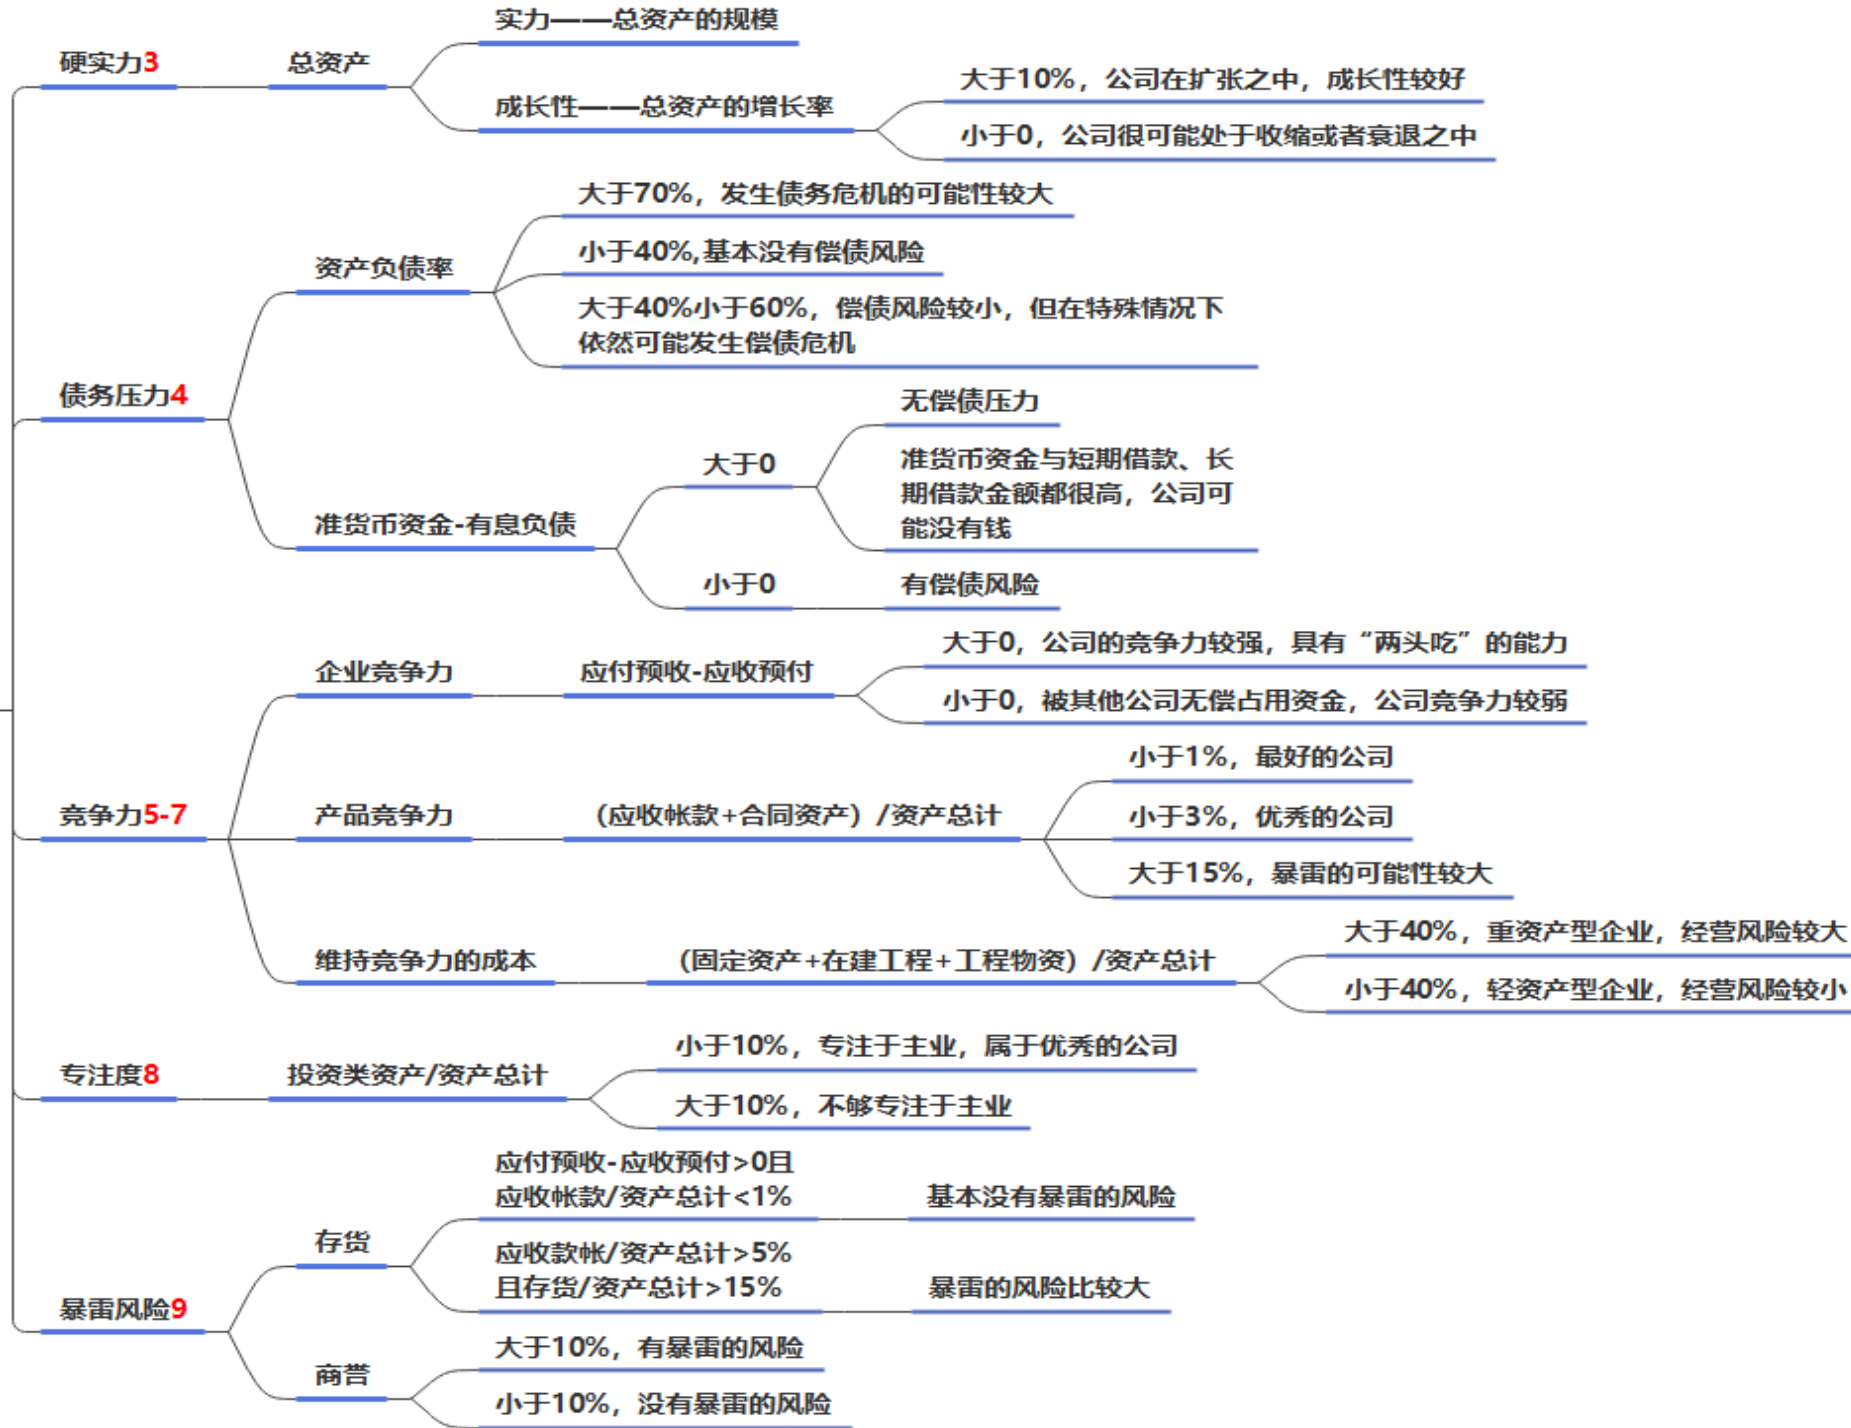 硬实力3
总资产
实力——总资产的规模
成长性——总资产的增长率
大于10%，公司在扩张之中，成长性较好
小于0，公司很可能处于收缩或者衰退之中
债务压力4
资产负债率
大于70%，发生债务危机的可能性较大
小于40%,基本没有偿债风险
大于40%小于60%，偿债风险较小，但在特殊情况下
依然可能发生偿债危机
准货币资金-有息负债
大于0
无偿债压力
准货币资金与短期借款、长
期借款金额都很高，公司可
能没有钱
小于0
有偿债风险
竞争力5-7
企业竞争力
应付预收-应收预付
大于0，公司的竞争力较强，具有“两头吃”的能力
小于0，被其他公司无偿占用资金，公司竞争力较弱
产品竞争力
（应收帐款+合同资产）/资产总计
小于1%，最好的公司
小于3%，优秀的公司
大于15%，暴雷的可能性较大
维持竞争力的成本
（固定资产+在建工程+工程物资）/资产总计
大于40%，重资产型企业，经营风险较大
小于40%，轻资产型企业，经营风险较小
专注度8
投资类资产/资产总计
小于10%，专注于主业，属于优秀的公司
大于10%，不够专注于主业
暴雷风险9
存货
应付预收-应收预付>0且
应收帐款/资产总计<1%
基本没有暴雷的风险
应收款帐/资产总计>5%
且存货/资产总计>15%
暴雷的风险比较大
商誉
大于10%，有暴雷的风险
小于10%，没有暴雷的风险